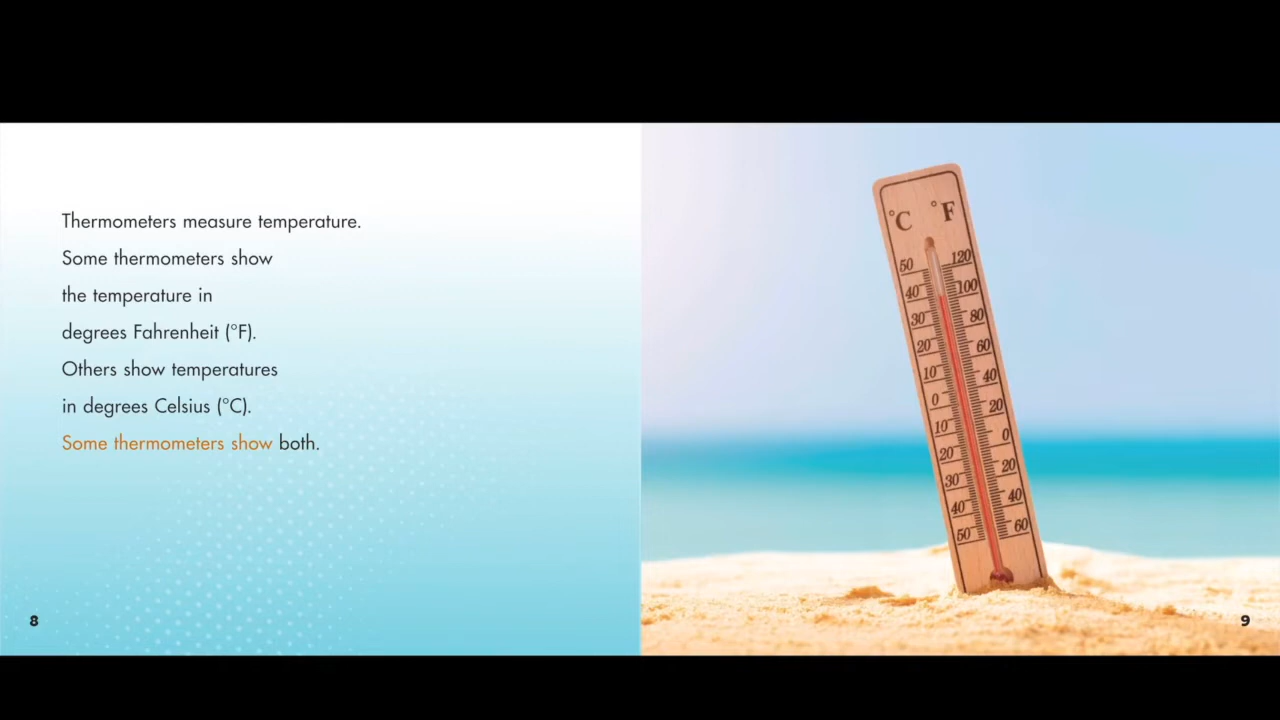 Thermometers measure temperature.
Some thermometers show
the temperature in
degrees Fahrenheit (°F).
Others show temperatures
in degrees Celsius (°C).
Some thermometers show both.
8
°C °F
50 120
40 100
30 80
20 60
10 40
0 20
10 0
20 20
30 40
40 60
50
9